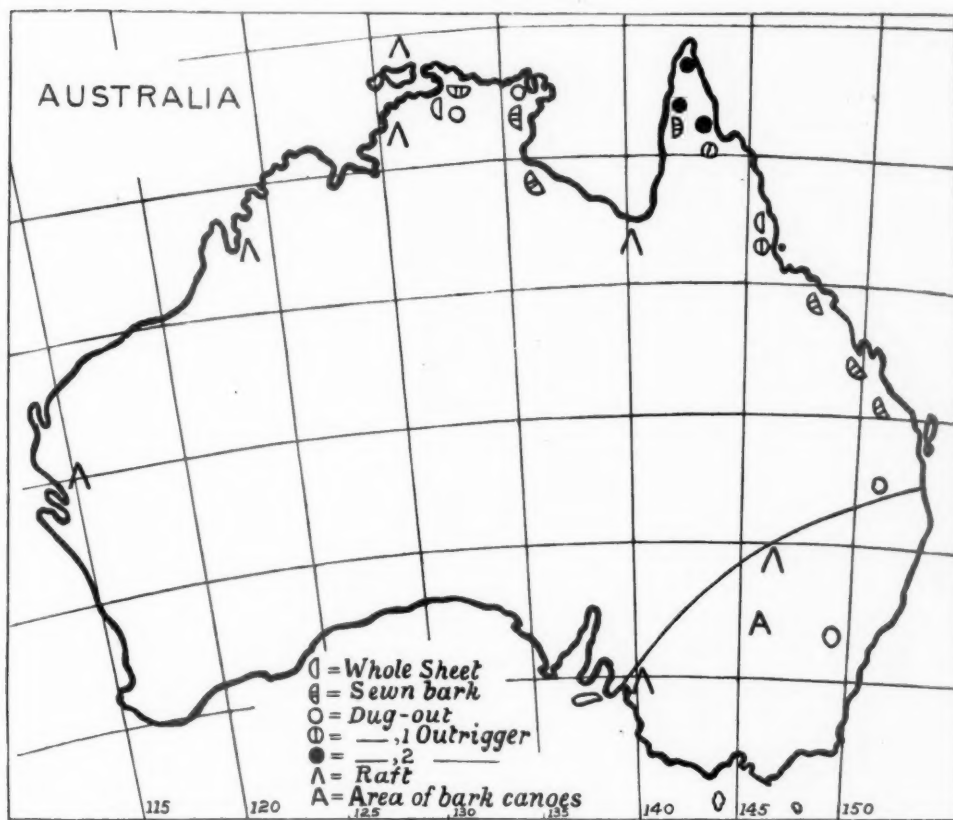 AUSTRALIA
= Whole Sheet
= Sewn bark
= Dug-out
= —, 1 Outrigger
= —, 2 —
Λ = Raft
A = Area of bark canoes
115 120 125 130 135 140 145 150
A